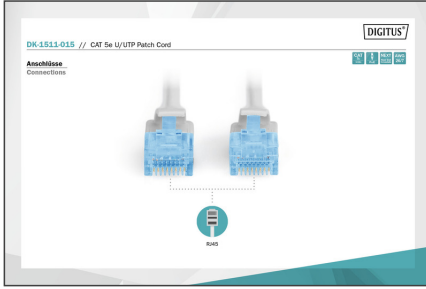 DIGITUS®
DK-1511-015 // CAT 5e U/UTP Patch Cord
Anschlüsse
Connections
RJ45